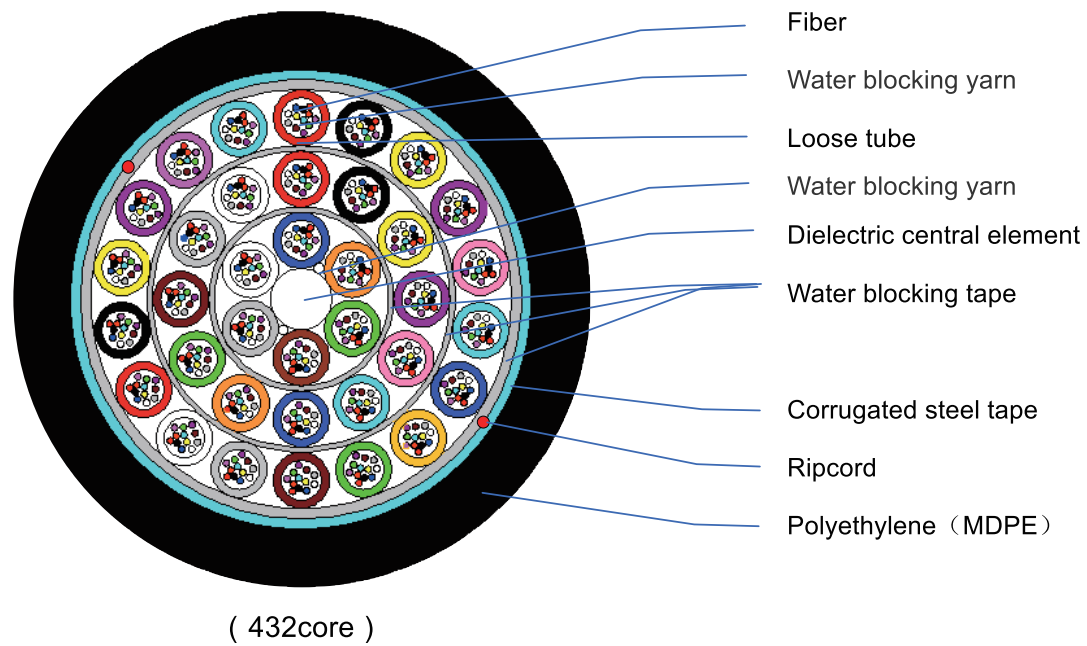 Fiber
Water blocking yarn
Loose tube
Water blocking yarn
Dielectric central element
Water blocking tape
Corrugated steel tape
Ripcord
Polyethylene（MDPE）
( 432core )